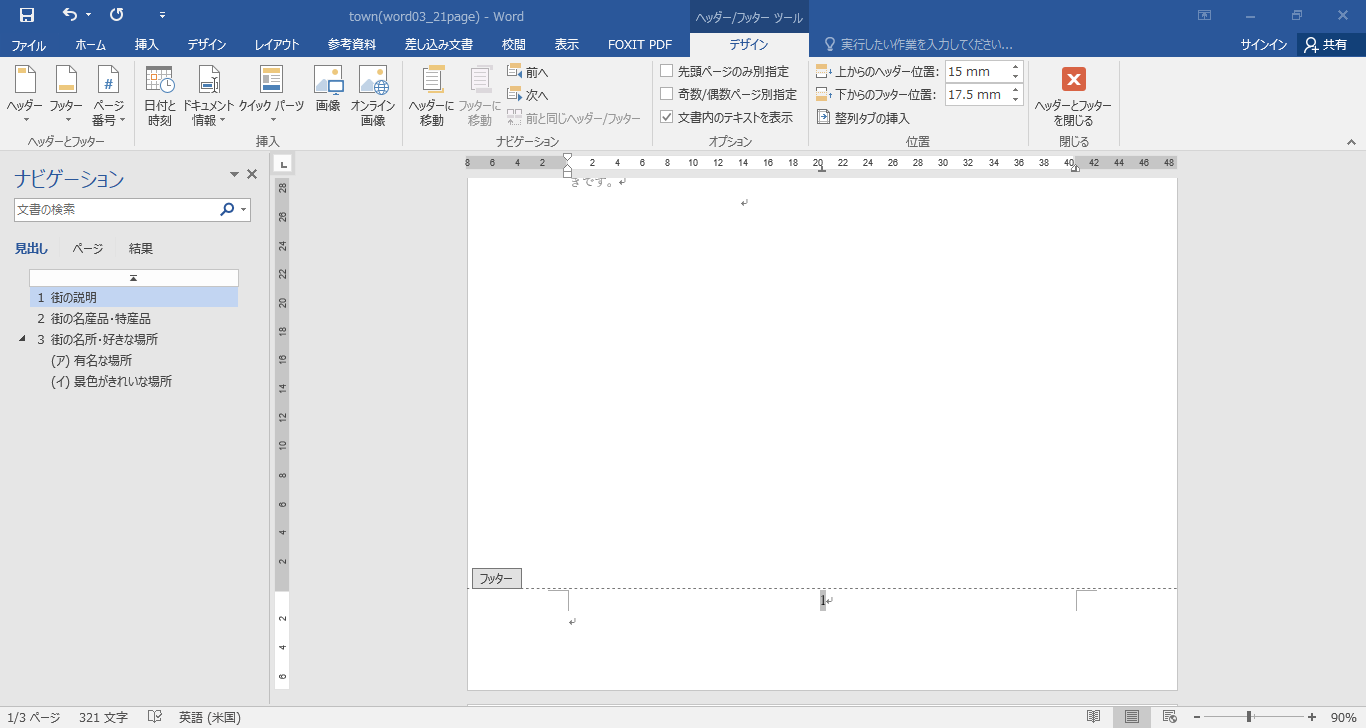 town(word03_21page) - Word
ヘッダー/フッター ツール
ファイル ホーム 挿入 デザイン レイアウト 参考資料 差し込み文書 校閲 表示 FOXIT PDF デザイン 実行したい作業を入力してください... サインイン 共有
ヘッダー
フッター
ページ
番号
ヘッダーとフッター
日付と
時刻
ドキュメント
情報
クイック パーツ
画像
オンライン
画像
挿入
ヘッダーに
移動
フッターに
移動
前へ
次へ
前と同じヘッダー/フッター
ナビゲーション
先頭ページのみ別指定
奇数/偶数ページ別指定
文書内のテキストを表示
オプション
上からのヘッダー位置: 15 mm
下からのフッター位置: 17.5 mm
整列タブの挿入
位置
ヘッダーとフッター
を閉じる
閉じる
ナビゲーション
文書の検索
見出し ページ 結果
1 街の説明
2 街の名産品・特産品
3 街の名所・好きな場所
(ア) 有名な場所
(イ) 景色がきれいな場所
L
8 6 4 2 2 4 6 8 10 12 14 16 18 20 22 24 26 28 30 32 34 36 38 40 42 44 46 48
28
26
24
22
20
18
16
14
12
10
8
6
4
2
2
4
6
きです。
フッター
1
1/3 ページ 321 文字 英語 (米国) 90%